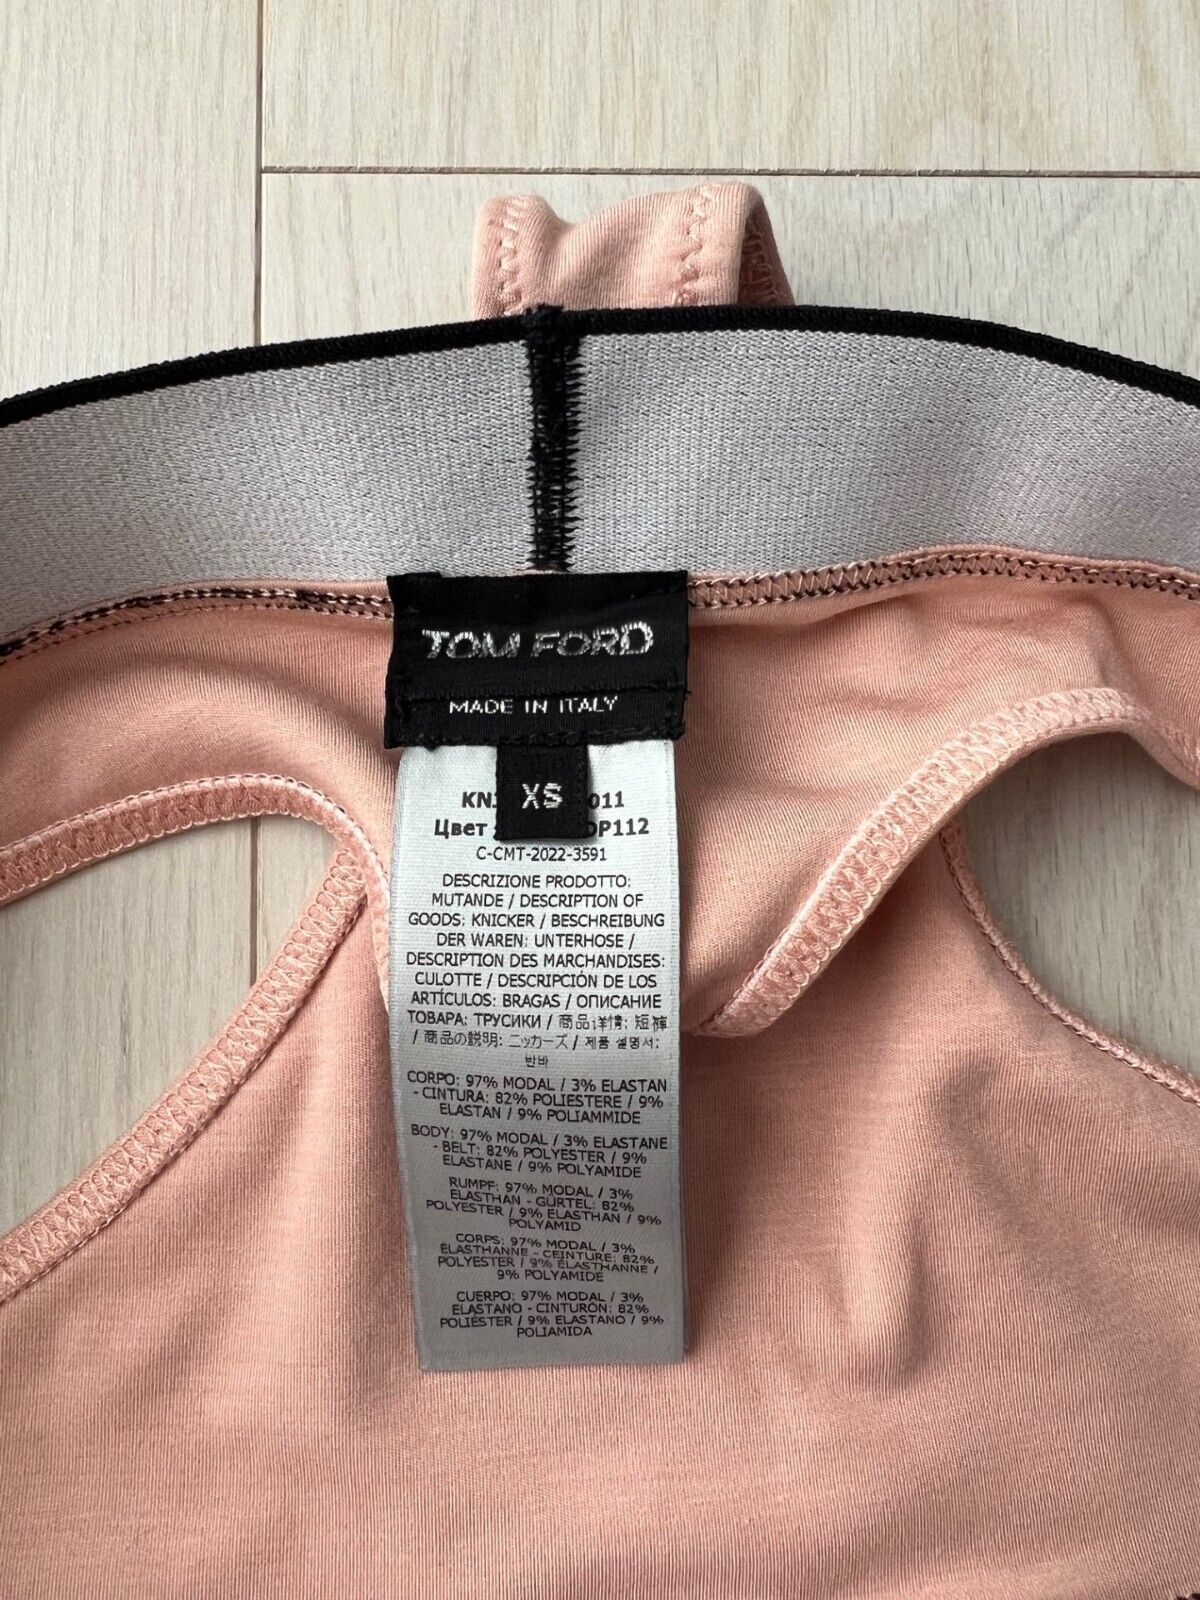 TOM FORD
MADE IN ITALY
XS
011
Цвет DP112
C-CMT-2022-3591
DESCRIZIONE PRODOTTO:
MUTANDE / DESCRIPTION OF
GOODS: KNICKER / BESCHREIBUNG
DER WAREN: UNTERHOSE /
DESCRIPTION DES MARCHANDISES:
CULOTTE / DESCRIPCIÓN DE LOS
ARTÍCULOS: BRAGAS / ОПИСАНИЕ
ТОВАРА: ТРУСИКИ / 商品详情: 短裤
/ 商品の説明: ニッカーズ / 제품 설명서:
반바
CORPO: 97% MODAL / 3% ELASTAN
- CINTURA: 82% POLIESTERE / 9%
ELASTAN / 9% POLIAMMIDE
BODY: 97% MODAL / 3% ELASTANE
- BELT: 82% POLYESTER / 9%
ELASTANE / 9% POLYAMIDE
RUMPF: 97% MODAL / 3%
ELASTHAN - GÜRTEL: 82%
POLYESTER / 9% ELASTHAN / 9%
POLYAMID
CORPS: 97% MODAL / 3%
ÉLASTHANNE - CEINTURE: 82%
POLYESTER / 9% ÉLASTHANNE /
9% POLYAMIDE
CUERPO: 97% MODAL / 3%
ELASTANO - CINTURÓN: 82%
POLIÉSTER / 9% ELASTANO / 9%
POLIAMIDA